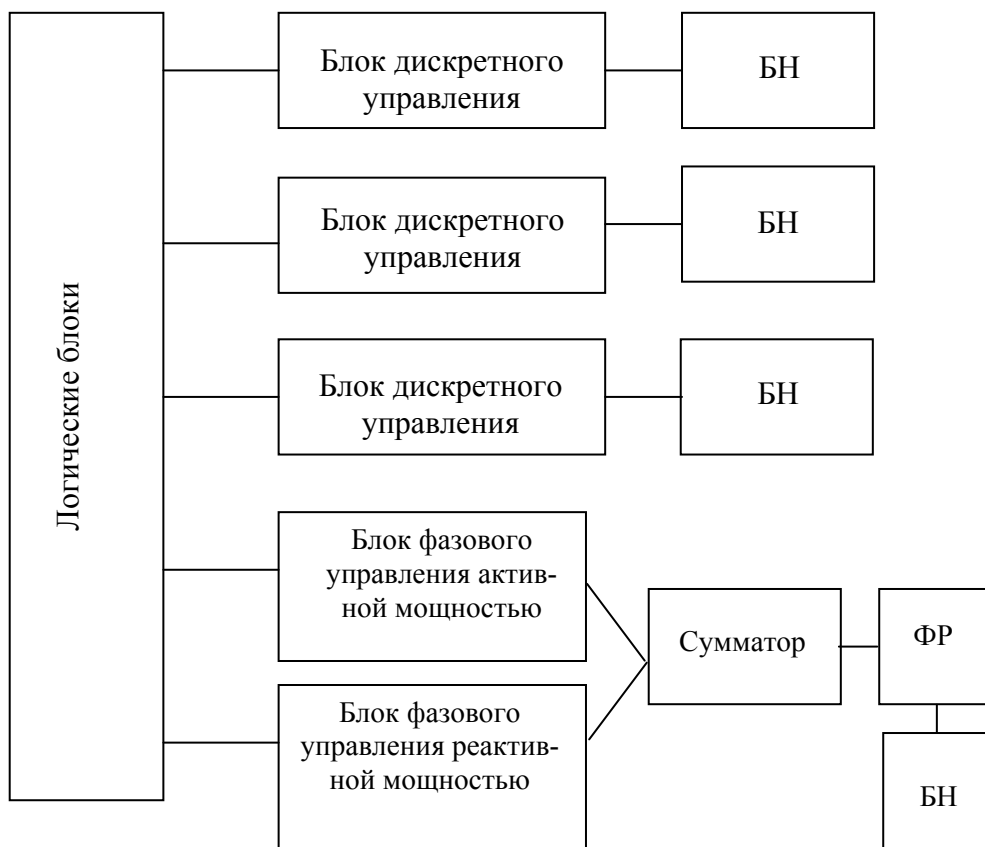 Логические блоки
Блок дискретного
управления
БН
Блок дискретного
управления
БН
Блок дискретного
управления
БН
Блок фазового
управления актив-
ной мощностью
Сумматор
ФР
Блок фазового
управления реактив-
ной мощностью
БН